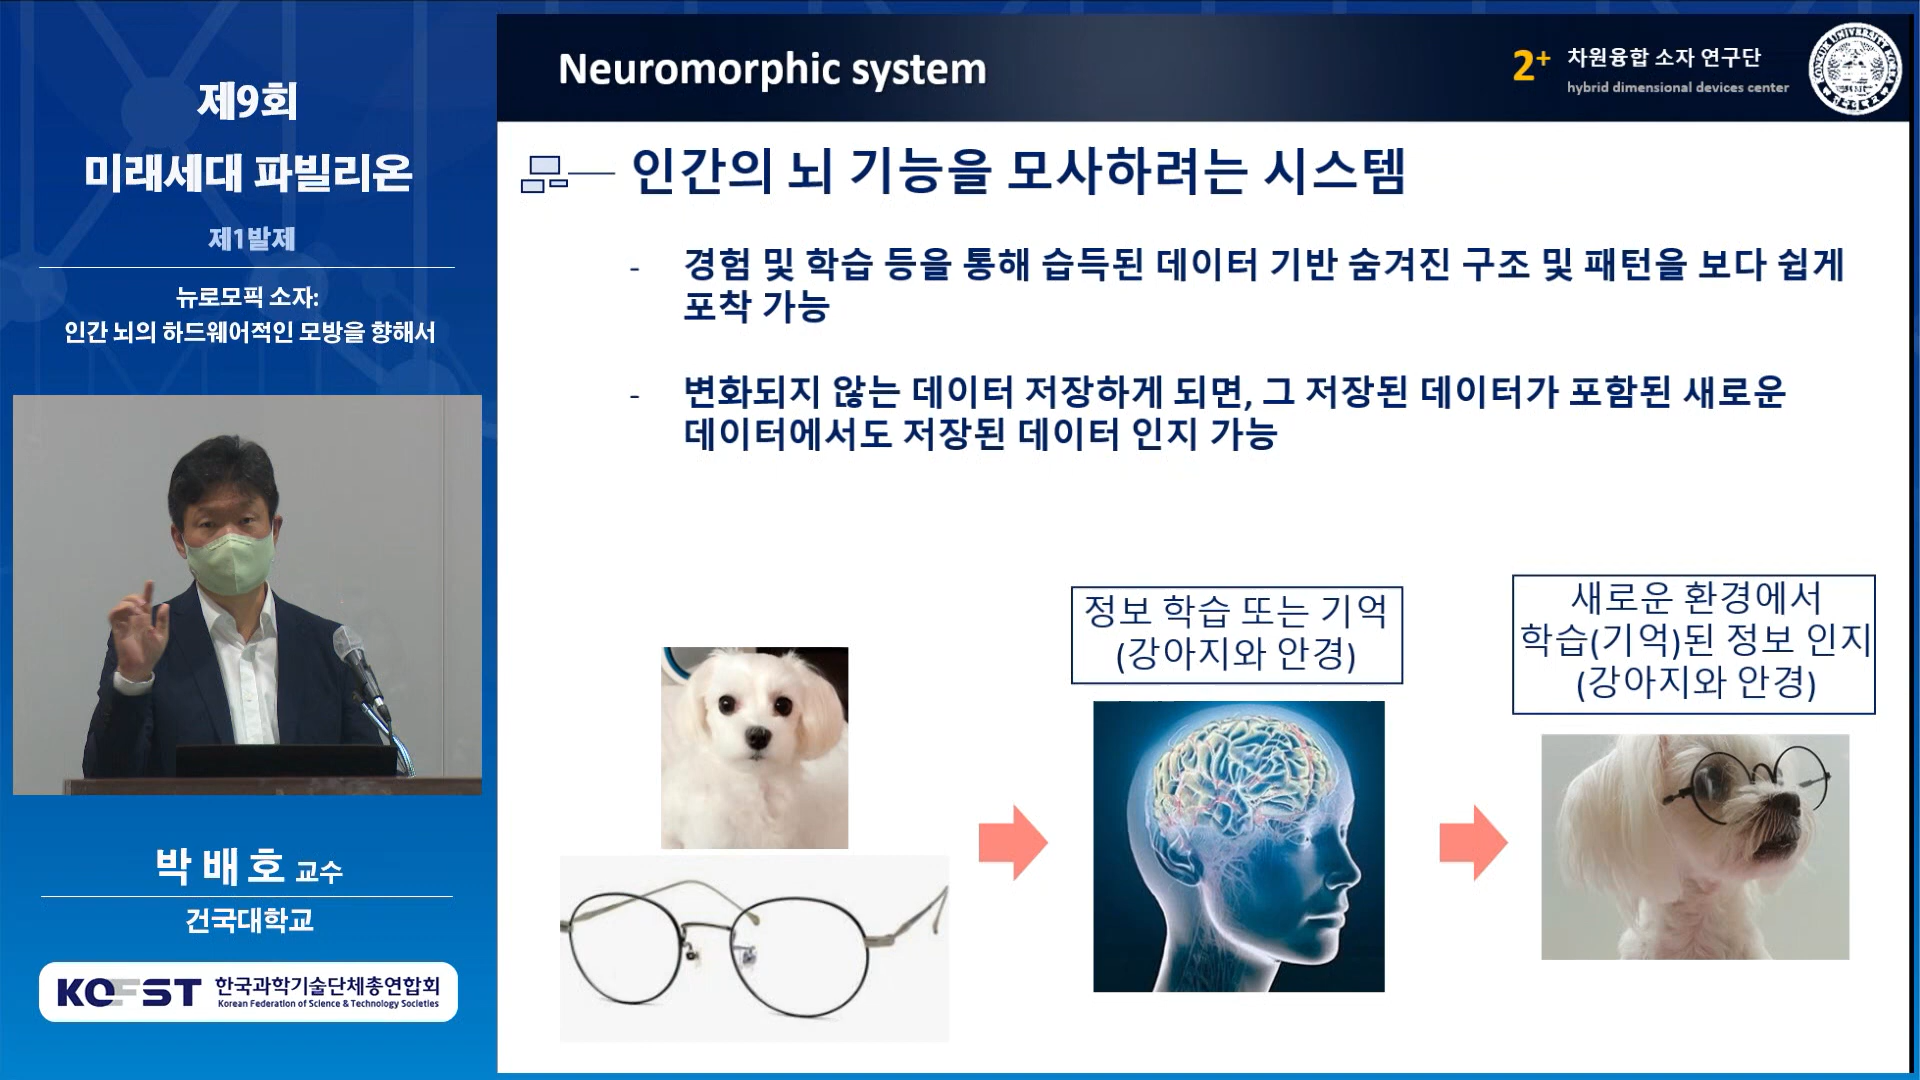 제9회
미래세대 파빌리온
제1발제
뉴로모픽 소자:
인간 뇌의 하드웨어적인 모방을 향해서
박배호 교수
건국대학교
KOFST 한국과학기술단체총연합회
Korean Federation of Science & Technology Societies
Neuromorphic system
2+ 차원융합 소자 연구단
hybrid dimensional devices center
인간의 뇌 기능을 모사하려는 시스템
- 경험 및 학습 등을 통해 습득된 데이터 기반 숨겨진 구조 및 패턴을 보다 쉽게
포착 가능
- 변화되지 않는 데이터 저장하게 되면, 그 저장된 데이터가 포함된 새로운
데이터에서도 저장된 데이터 인지 가능
정보 학습 또는 기억
(강아지와 안경)
새로운 환경에서
학습(기억)된 정보 인지
(강아지와 안경)